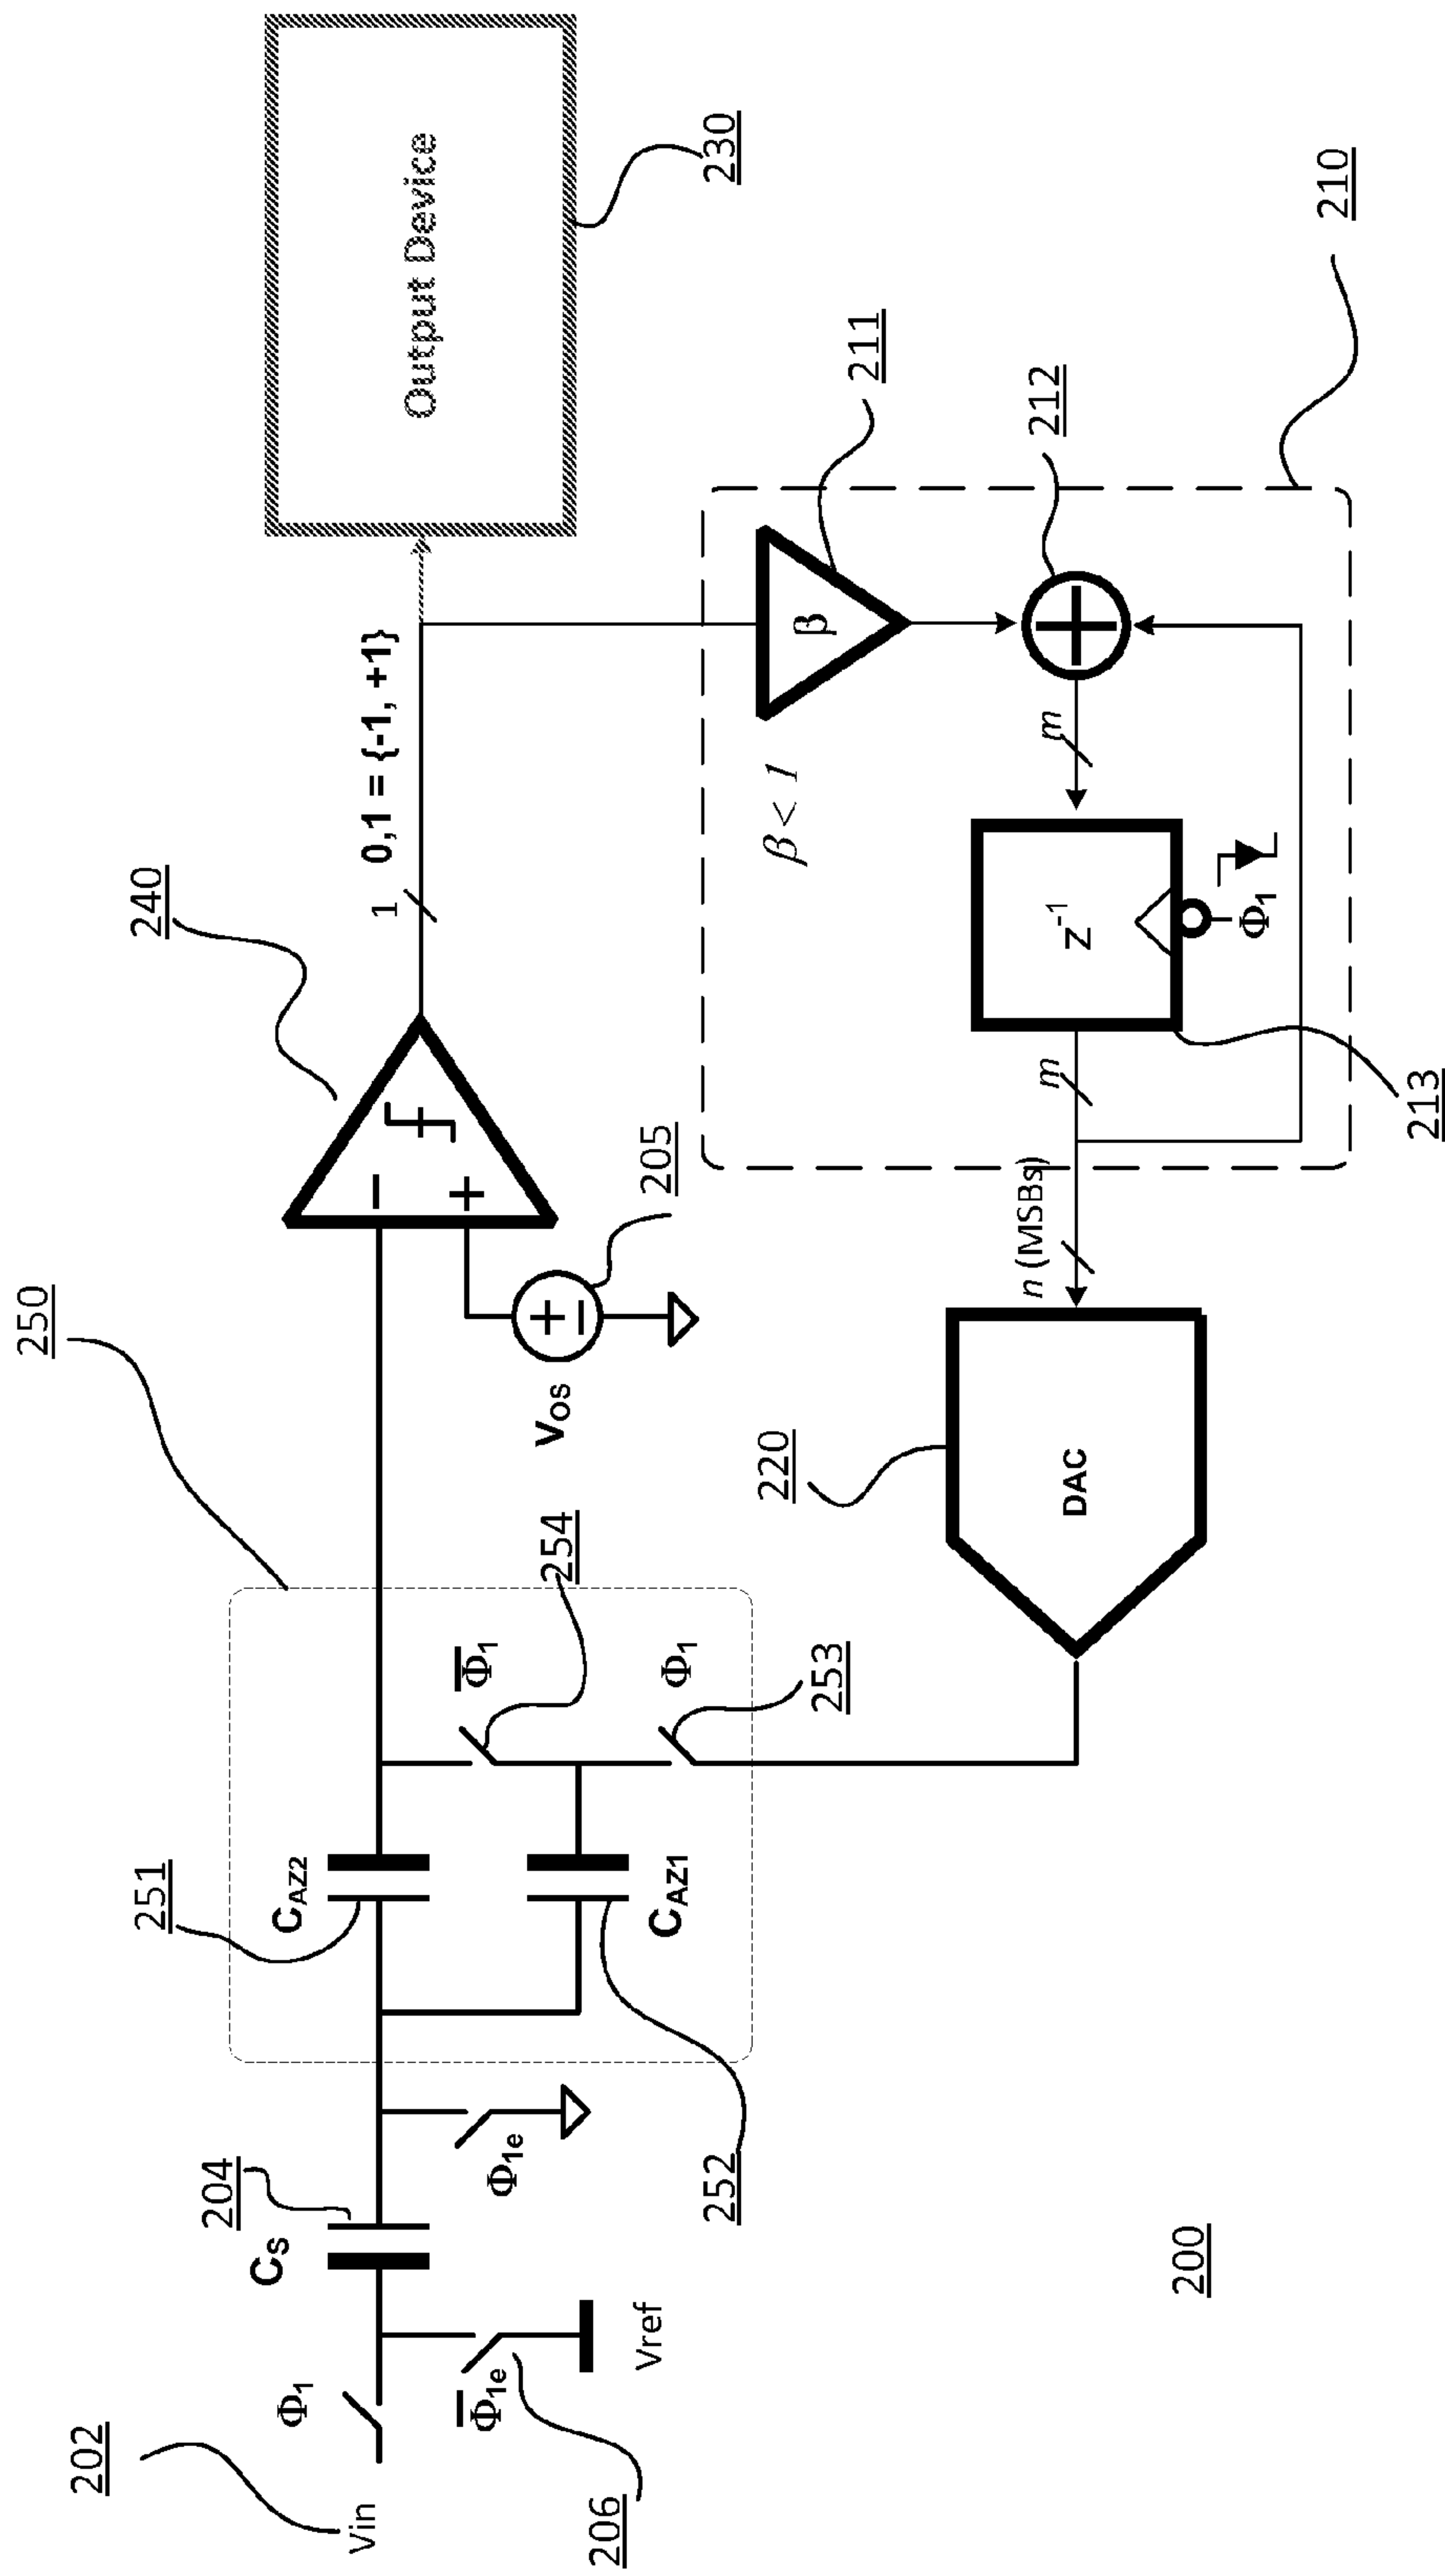 202
Vin
Φ1
Φ̅1e
206
Vref
CS
204
Φ1e
250
251
CAZ2
CAZ1
252
Φ̅1
254
Φ1
253
VOS
205
240
1
0,1 = {-1, +1}
Output Device
230
210
β < 1
β
211
212
m
z-1
Φ1
213
m
n (MSBs)
220
DAC
200